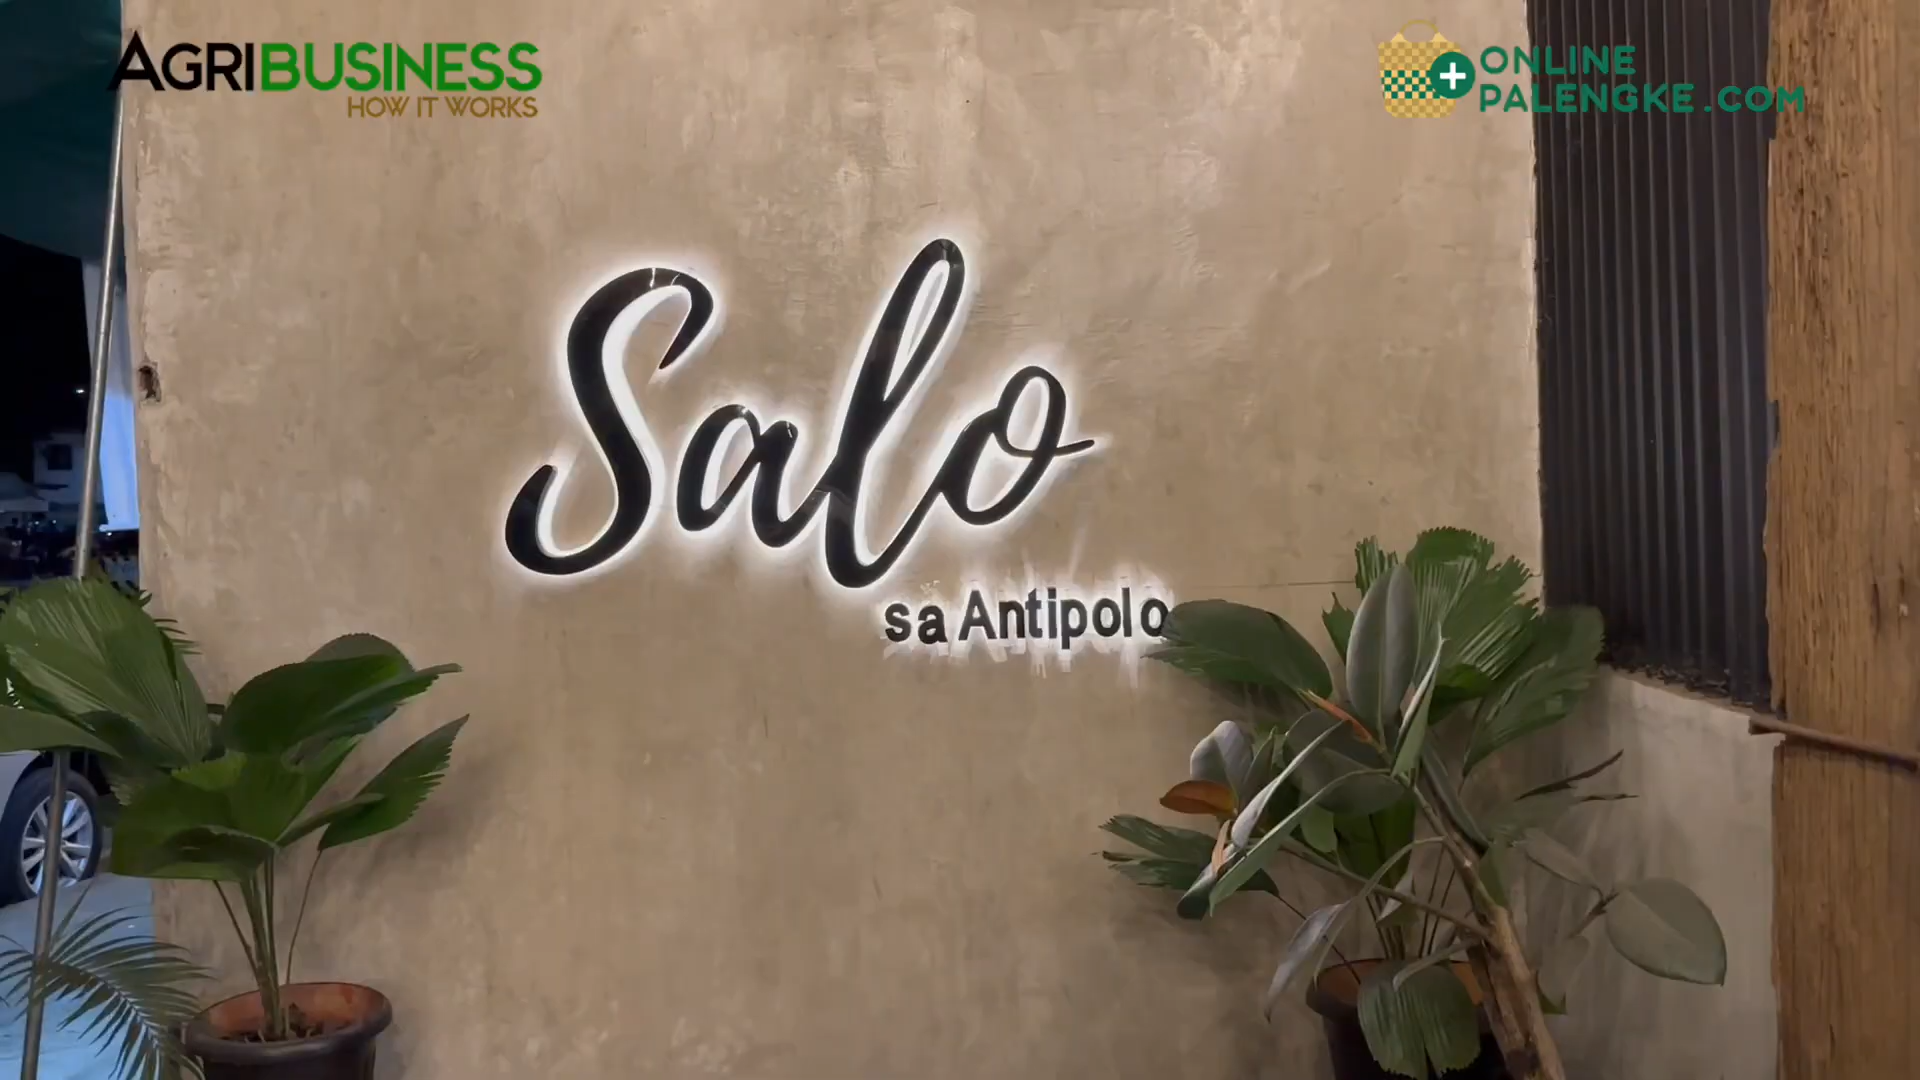 AGRIBUSINESS
HOW IT WORKS
ONLINE
PALENGKE.COM
Salo
sa Antipolo